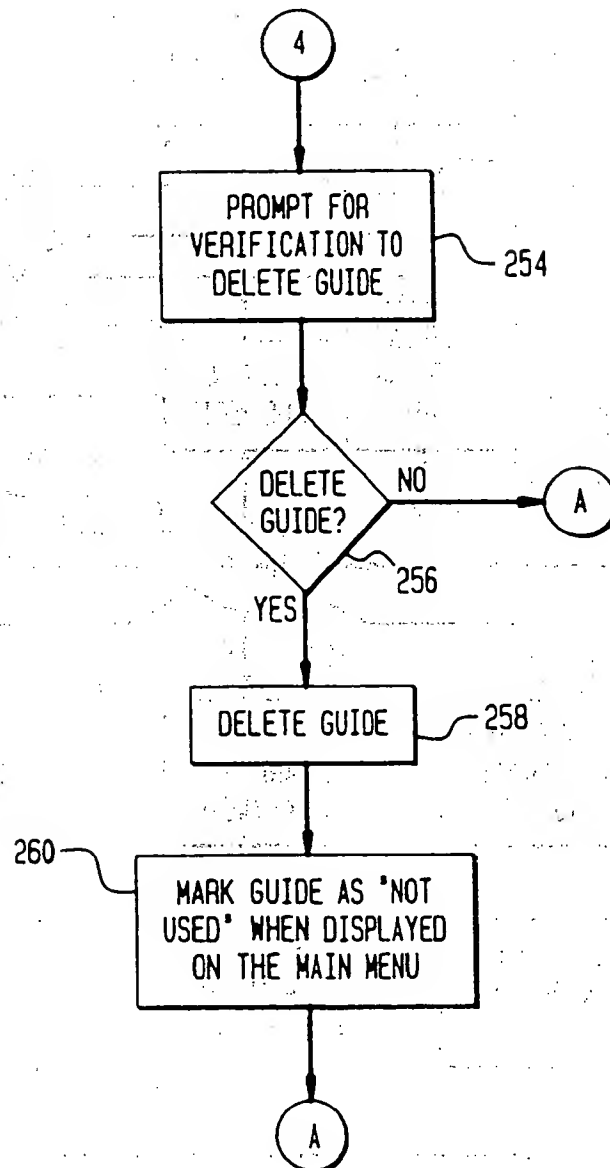 4
PROMPT FOR
VERIFICATION TO
DELETE GUIDE
254
DELETE
GUIDE?
NO
A
256
YES
DELETE GUIDE
258
260
MARK GUIDE AS "NOT
USED" WHEN DISPLAYED
ON THE MAIN MENU
A